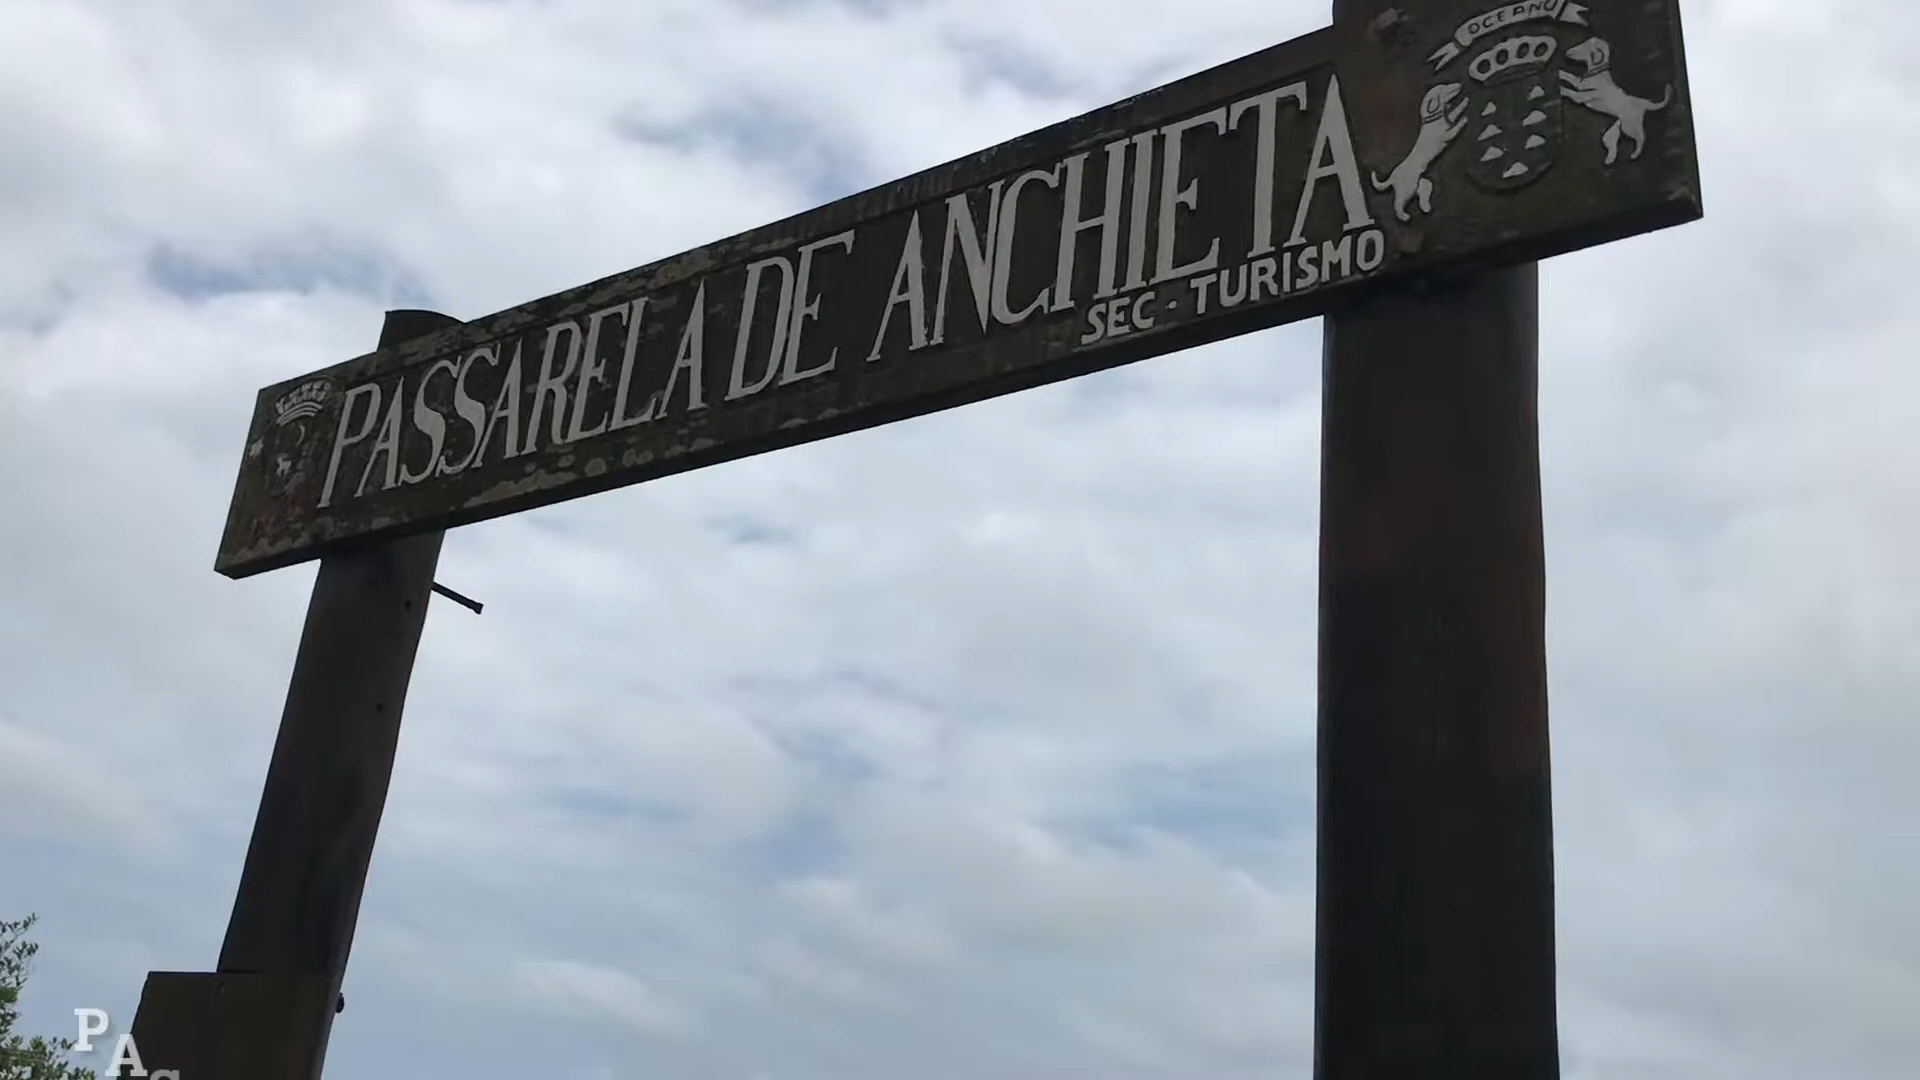 OCEANO
PASSARELA DE ANCHIETA
SEC · TURISMO
P
A